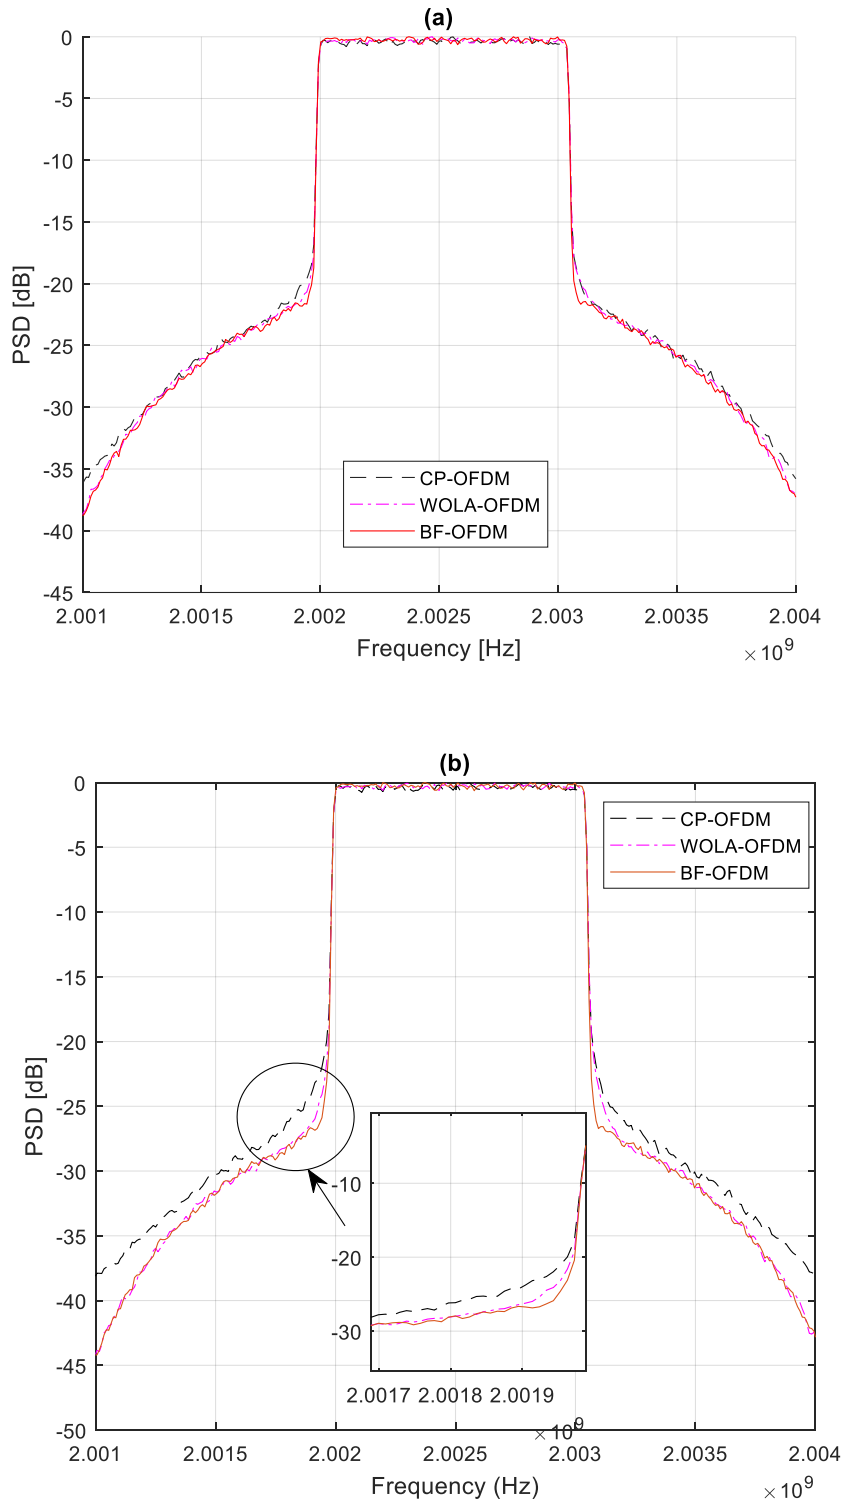 (a)
0
-5
-10
-15
-20
-25
-30
-35
-40
-45
PSD [dB]
CP-OFDM
WOLA-OFDM
BF-OFDM
2.001 2.0015 2.002 2.0025 2.003 2.0035 2.004
Frequency [Hz]
×10⁹
(b)
0
-5
-10
-15
-20
-25
-30
-35
-40
-45
-50
PSD [dB]
CP-OFDM
WOLA-OFDM
BF-OFDM
-10
-20
-30
2.0017 2.0018 2.0019
×10⁹
2.001 2.0015 2.002 2.0025 2.003 2.0035 2.004
Frequency (Hz)
×10⁹